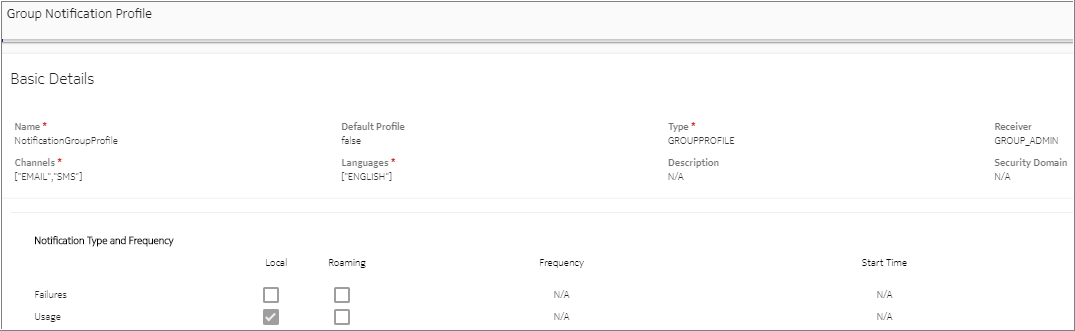 Group Notification Profile
Basic Details
Name * Default Profile Type * Receiver
NotificationGroupProfile false GROUPPROFILE GROUP_ADMIN
Channels * Languages * Description Security Domain
["EMAIL","SMS"] ["ENGLISH"] N/A N/A
Notification Type and Frequency
Local Roaming Frequency Start Time
Failures N/A N/A
Usage N/A N/A